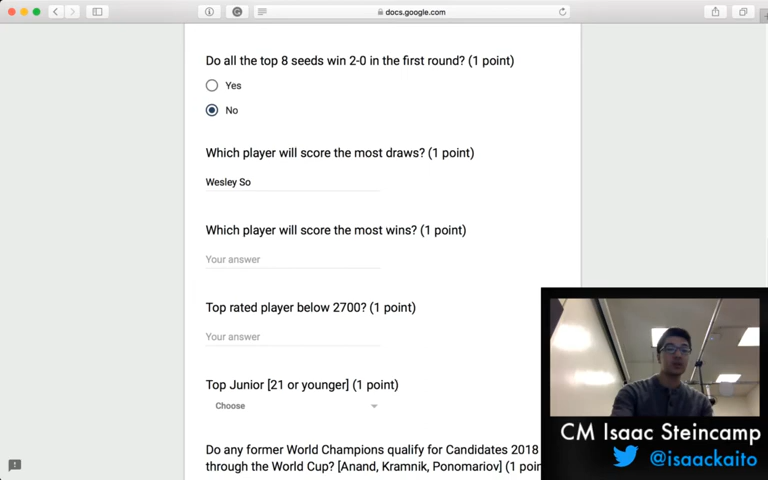 docs.google.com
Do all the top 8 seeds win 2-0 in the first round? (1 point)
Yes
No
Which player will score the most draws? (1 point)
Wesley So
Which player will score the most wins? (1 point)
Your answer
Top rated player below 2700? (1 point)
Your answer
Top Junior [21 or younger] (1 point)
Choose
Do any former World Champions qualify for Candidates 2018
through the World Cup? [Anand, Kramnik, Ponomariov] (1 poin
CM Isaac Steincamp
@isaackaito